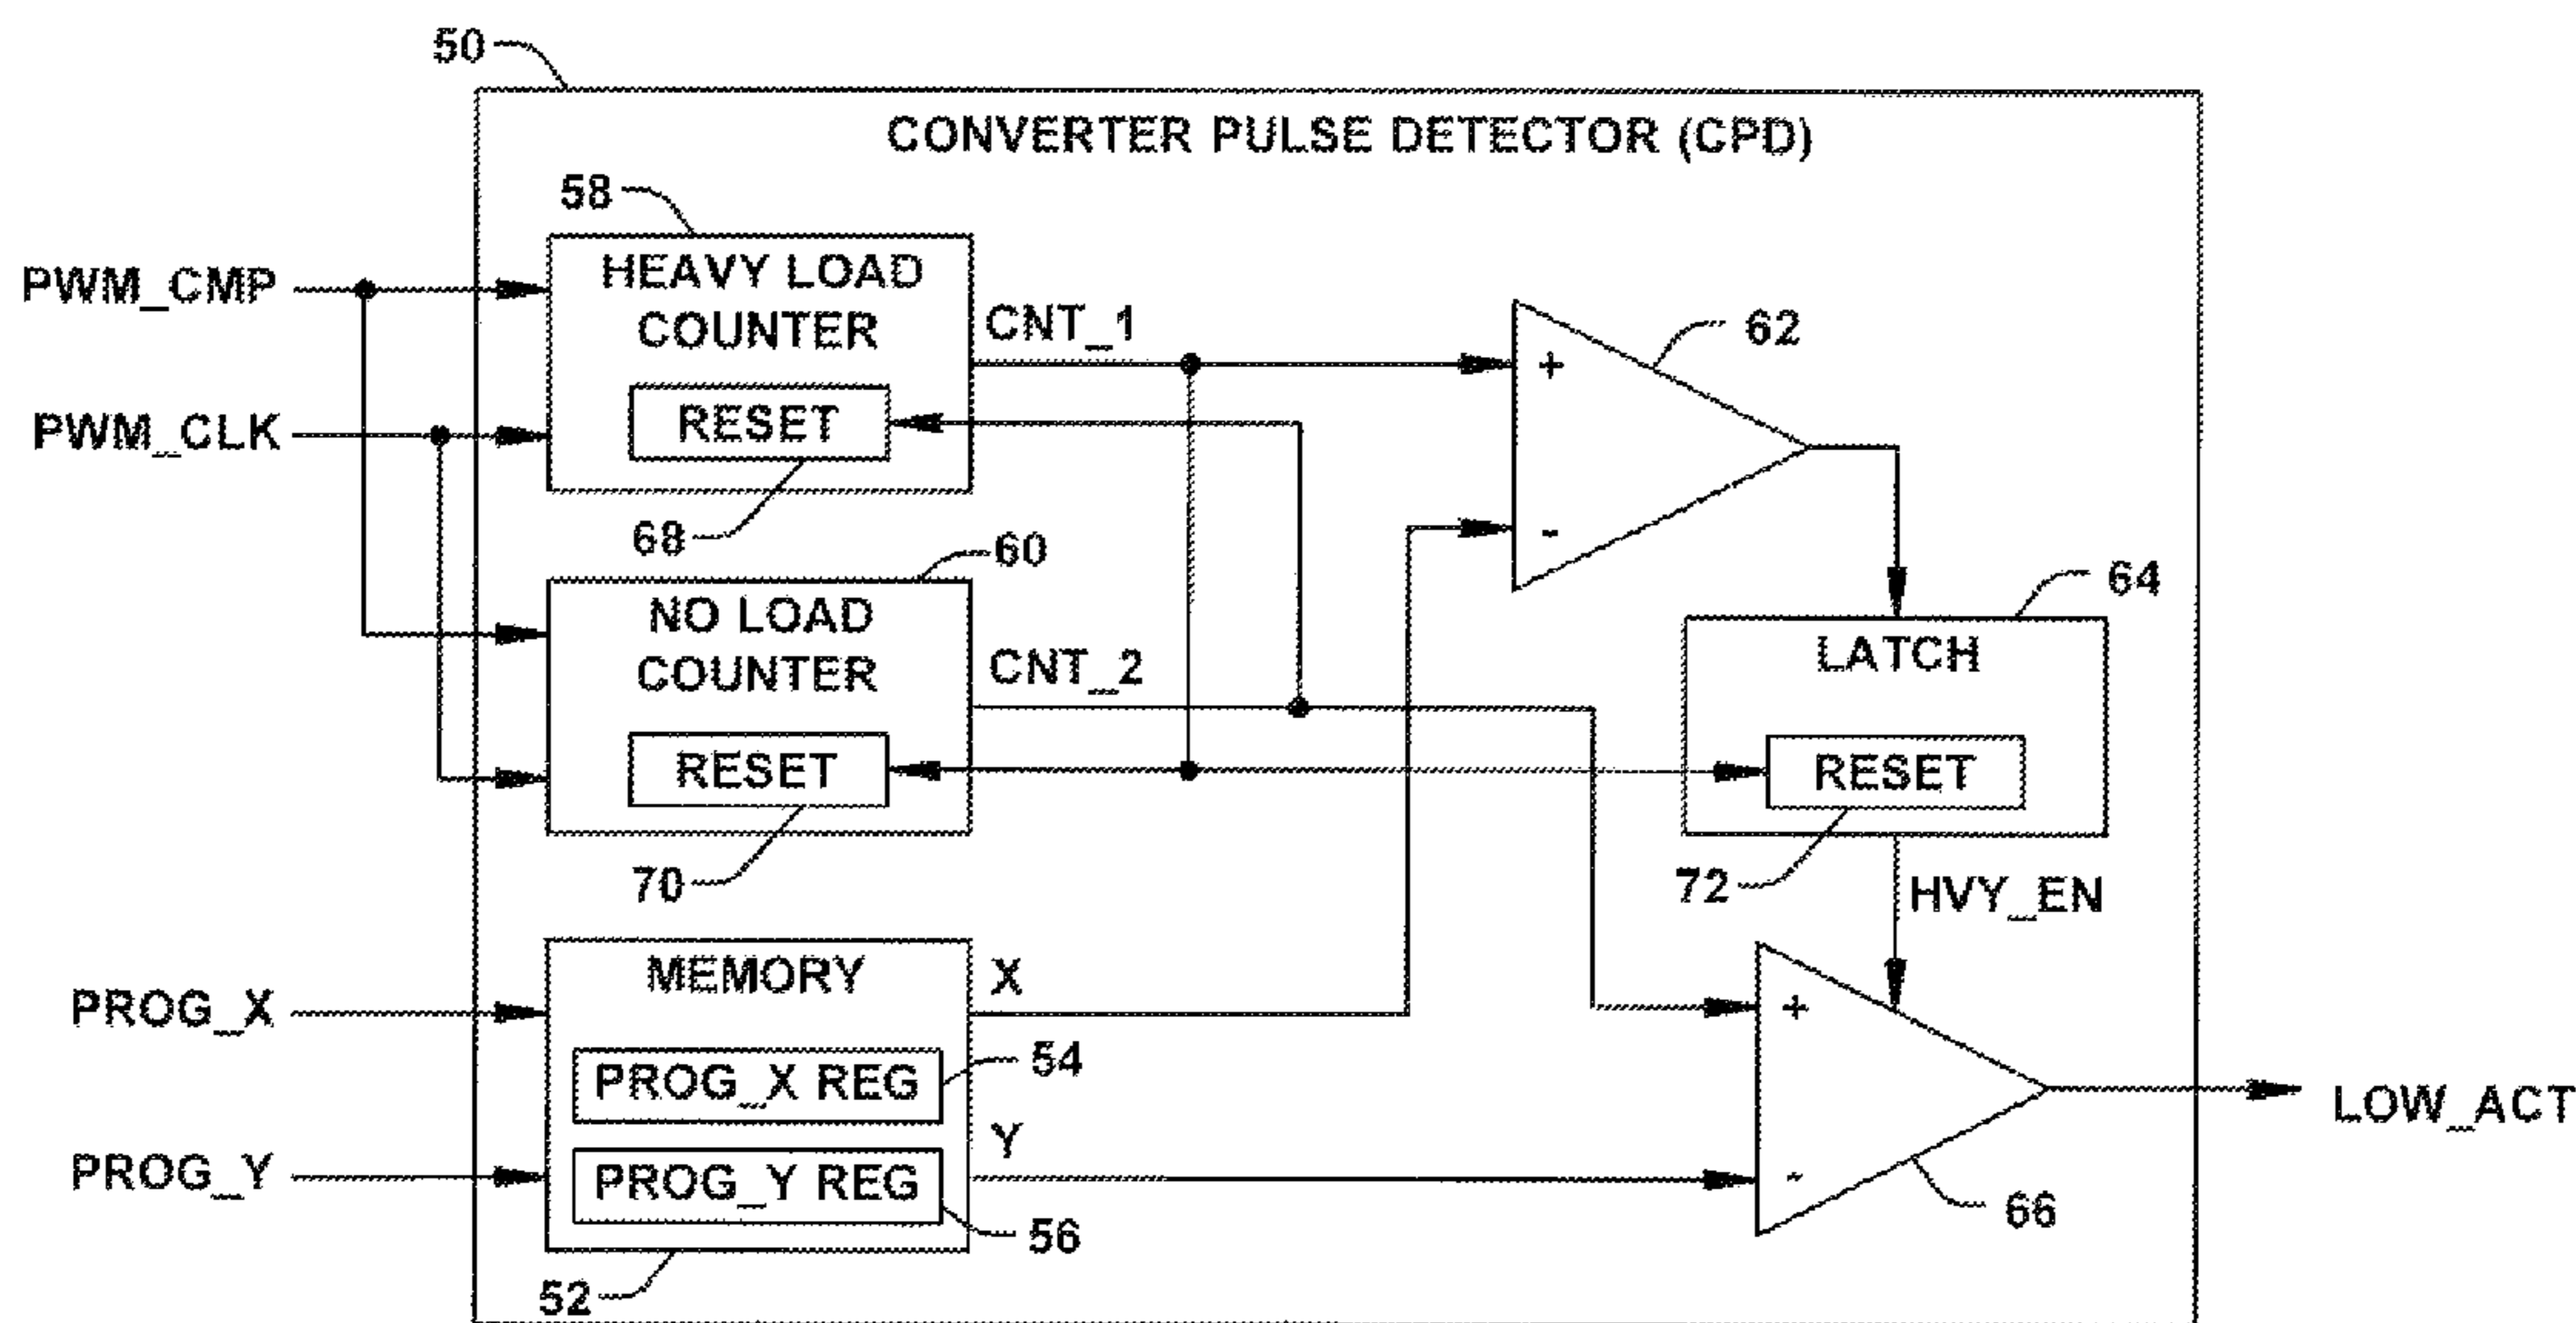 50
CONVERTER PULSE DETECTOR (CPD)
58
PWM_CMP
HEAVY LOAD
COUNTER
CNT_1
+
62
PWM_CLK
RESET
-
68
60
64
NO LOAD
COUNTER
CNT_2
LATCH
RESET
RESET
70
72
HVY_EN
MEMORY
X
PROG_X
+
PROG_X REG
54
LOW_ACT
Y
PROG_Y
PROG_Y REG
-
56
66
52